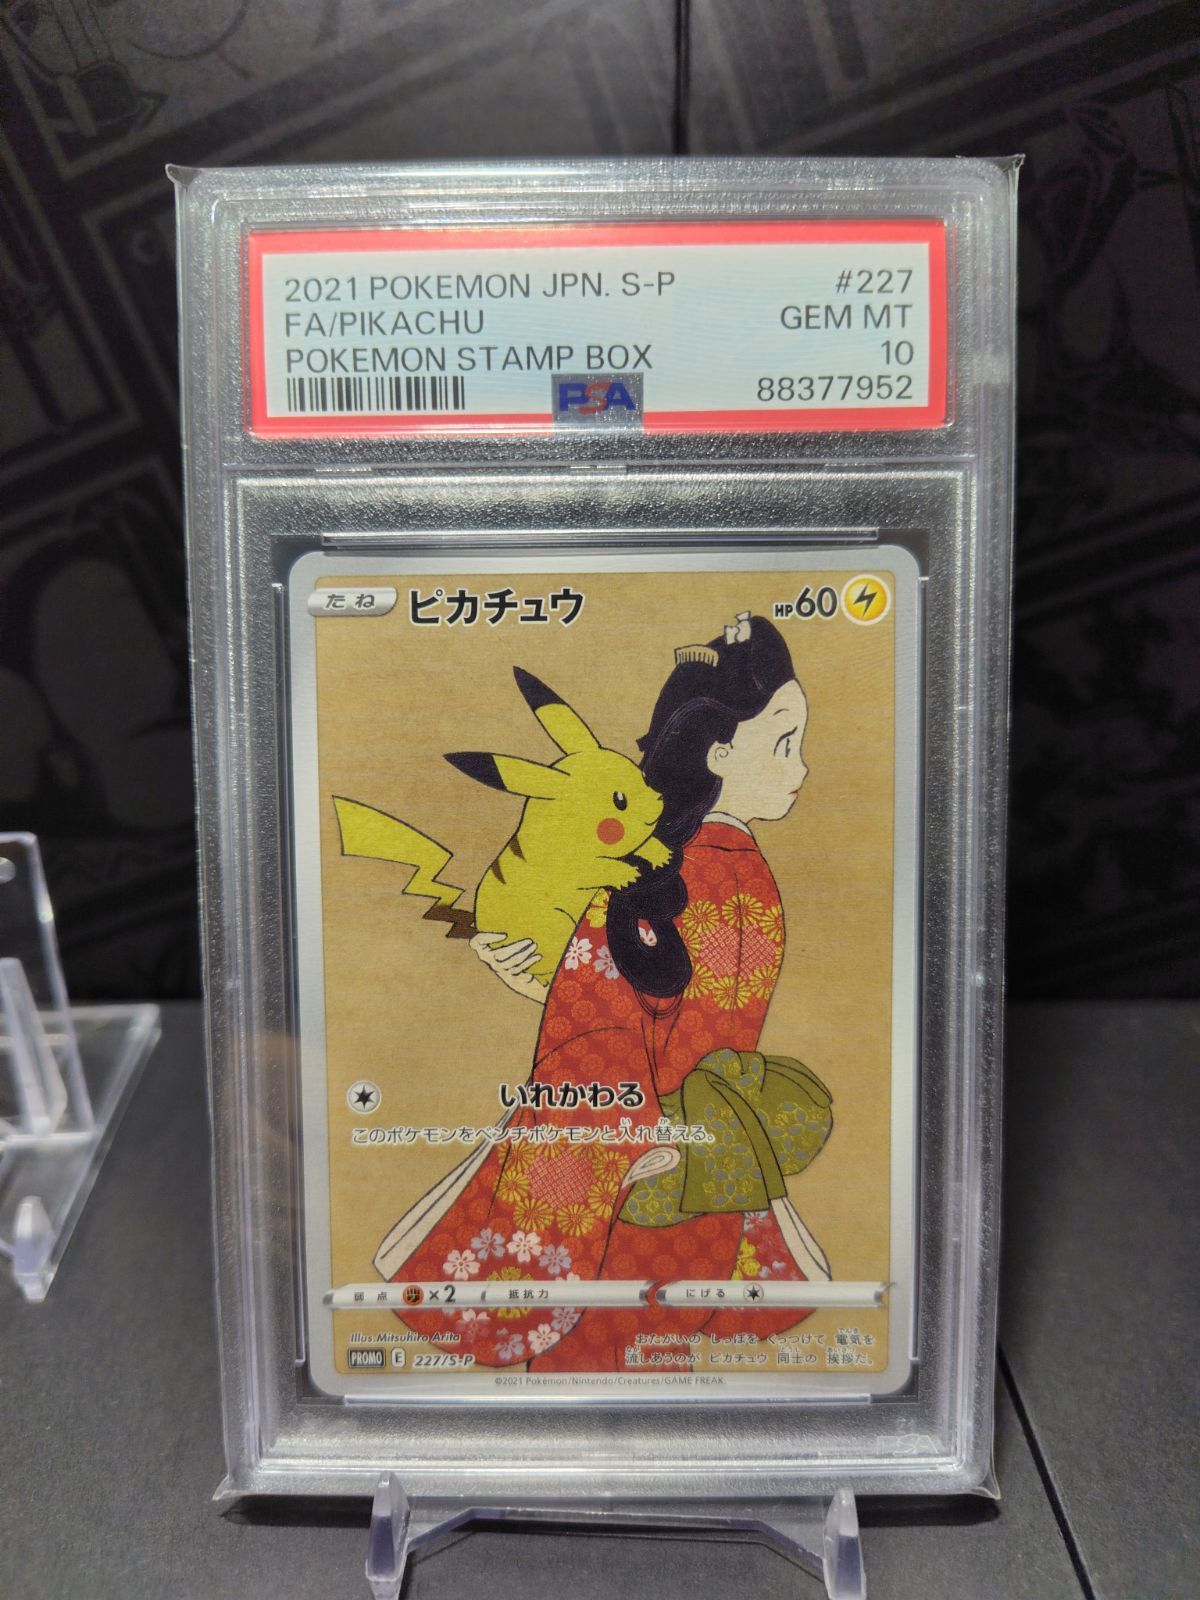 2021 POKEMON JPN. S-P #227
FA/PIKACHU GEM MT
POKEMON STAMP BOX 10
PSA 88377952
たね ピカチュウ HP60
いれかわる
このポケモンをベンチポケモンと入れ替える。
弱点 ×2 抵抗力 にげる
Illus. Mitsuhiro Arita
おたがいの しっぽを くっつけて 電気を
流しあうのが ピカチュウ 同士の 挨拶だ。
PROMO E 227/S-P
©2021 Pokémon/Nintendo/Creatures/GAME FREAK.
PSA